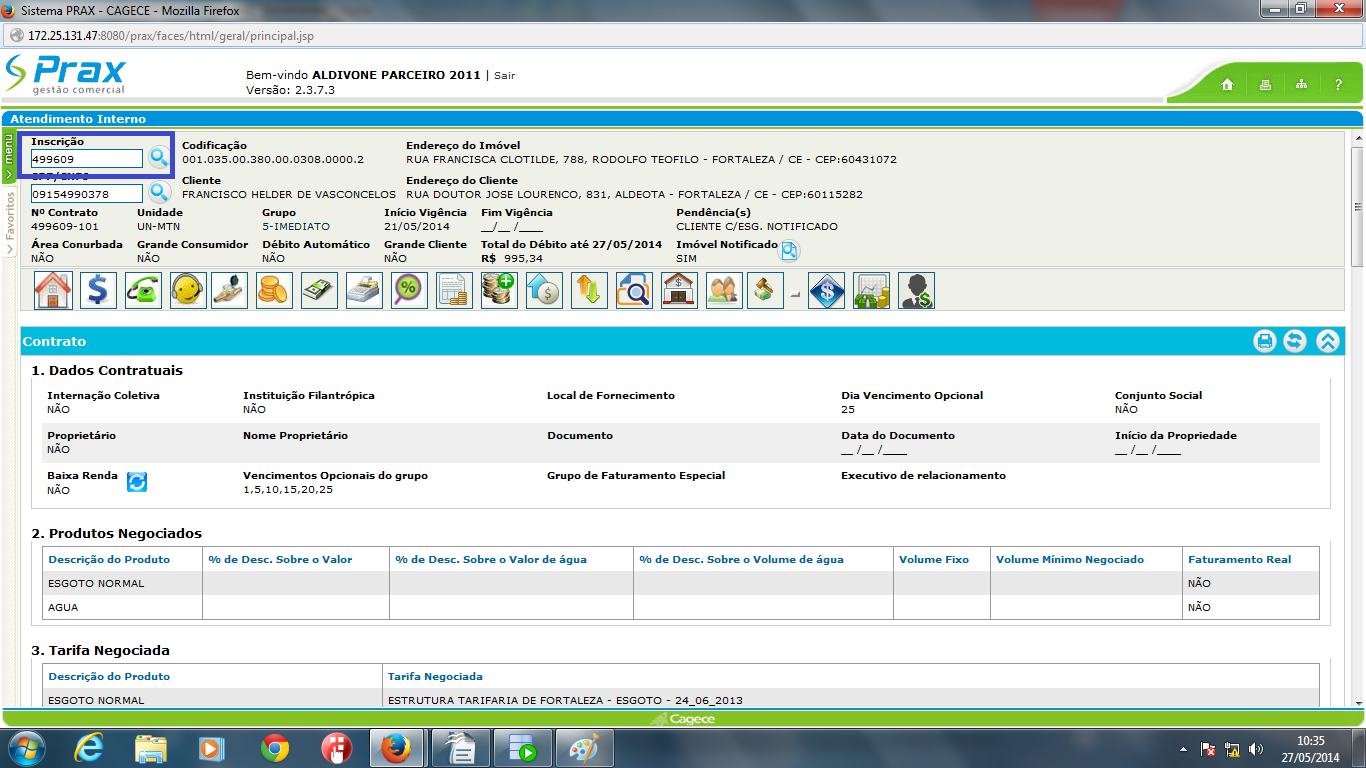 Sistema PRAX - CAGECE - Mozilla Firefox
172.25.131.47:8080/prax/faces/html/geral/principal.jsp
Prax
gestão comercial
Bem-vindo ALDIVONE PARCEIRO 2011 | Sair
Versão: 2.3.7.3
?
Atendimento Interno
menu
Favoritos
Inscrição Codificação Endereço do Imóvel
499609 001.035.00.380.00.0308.0000.2 RUA FRANCISCA CLOTILDE, 788, RODOLFO TEOFILO - FORTALEZA / CE - CEP:60431072
Cliente Endereço do Cliente
09154990378 FRANCISCO HELDER DE VASCONCELOS RUA DOUTOR JOSE LOURENCO, 831, ALDEOTA - FORTALEZA / CE - CEP:60115282
Nº Contrato Unidade Grupo Início Vigência Fim Vigência Pendência(s)
499609-101 UN-MTN 5-IMEDIATO 21/05/2014 __/__ /____ CLIENTE C/ESG. NOTIFICADO
Área Conurbada Grande Consumidor Débito Automático Grande Cliente Total do Débito até 27/05/2014 Imóvel Notificado
NÃO NÃO NÃO NÃO R$ 995,34 SIM
Contrato
1. Dados Contratuais
Internação Coletiva Instituição Filantrópica Local de Fornecimento Dia Vencimento Opcional Conjunto Social
NÃO NÃO 25 NÃO
Proprietário Nome Proprietário Documento Data do Documento Início da Propriedade
NÃO __ /__ /____ __ /__ /____
Baixa Renda Vencimentos Opcionais do grupo Grupo de Faturamento Especial Executivo de relacionamento
NÃO 1,5,10,15,20,25
2. Produtos Negociados
Descrição do Produto % de Desc. Sobre o Valor % de Desc. Sobre o Valor de água % de Desc. Sobre o Volume de água Volume Fixo Volume Mínimo Negociado Faturamento Real
ESGOTO NORMAL NÃO
AGUA NÃO
3. Tarifa Negociada
Descrição do Produto Tarifa Negociada
ESGOTO NORMAL ESTRUTURA TARIFARIA DE FORTALEZA - ESGOTO - 24_06_2013
Cagece
10:35
27/05/2014